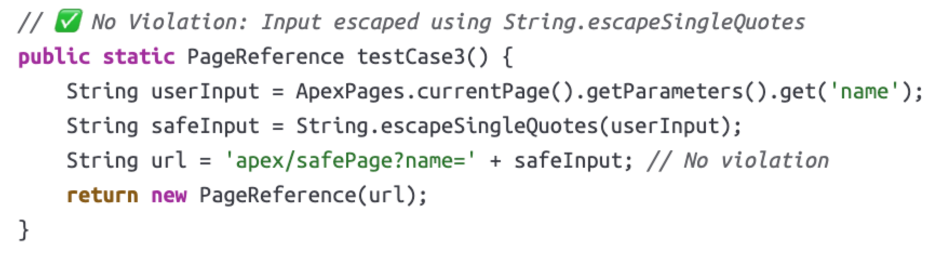 // ✅ No Violation: Input escaped using String.escapeSingleQuotes
public static PageReference testCase3() {
    String userInput = ApexPages.currentPage().getParameters().get('name');
    String safeInput = String.escapeSingleQuotes(userInput);
    String url = 'apex/safePage?name=' + safeInput; // No violation
    return new PageReference(url);
}